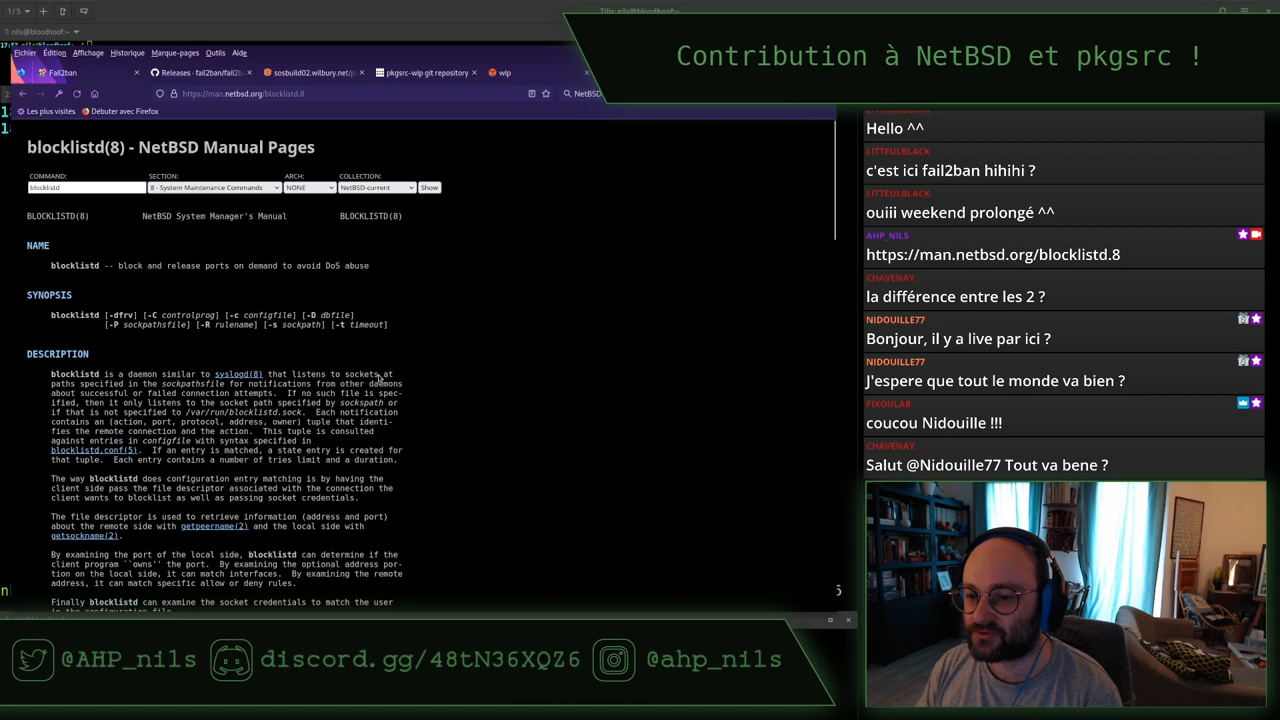 1/5
Tilix: nils@bloodhoof:~
1: nils@bloodhoof:~
Fichier Édition Affichage Historique Marque-pages Outils Aide
Fail2ban
Releases · fail2ban/fail2b
sosbuild02.wilbury.net/p
pkgsrc-wip git repository
wip
https://man.netbsd.org/blocklistd.8
NetBSD
Les plus visités
Débuter avec Firefox
blocklistd(8) - NetBSD Manual Pages
COMMAND: SECTION: ARCH: COLLECTION:
blocklistd 8 - System Maintenance Commands NONE NetBSD-current Show
BLOCKLISTD(8) NetBSD System Manager's Manual BLOCKLISTD(8)
NAME
blocklistd -- block and release ports on demand to avoid DoS abuse
SYNOPSIS
blocklistd [-dfrv] [-C controlprog] [-c configfile] [-D dbfile]
[-P sockpathsfile] [-R rulename] [-s sockpath] [-t timeout]
DESCRIPTION
blocklistd is a daemon similar to syslogd(8) that listens to sockets at
paths specified in the sockpathsfile for notifications from other daemons
about successful or failed connection attempts. If no such file is spec-
ified, then it only listens to the socket path specified by sockspath or
if that is not specified to /var/run/blocklistd.sock. Each notification
contains an (action, port, protocol, address, owner) tuple that identi-
fies the remote connection and the action. This tuple is consulted
against entries in configfile with syntax specified in
blocklistd.conf(5). If an entry is matched, a state entry is created for
that tuple. Each entry contains a number of tries limit and a duration.
The way blocklistd does configuration entry matching is by having the
client side pass the file descriptor associated with the connection the
client wants to blocklist as well as passing socket credentials.
The file descriptor is used to retrieve information (address and port)
about the remote side with getpeername(2) and the local side with
getsockname(2).
By examining the port of the local side, blocklistd can determine if the
client program ``owns'' the port. By examining the optional address por-
tion on the local side, it can match interfaces. By examining the remote
address, it can match specific allow or deny rules.
Finally blocklistd can examine the socket credentials to match the user
in the configuration file.
Contribution à NetBSD et pkgsrc !
Hello ^^
LITTEULBLACK
c'est ici fail2ban hihihi ?
LITTEULBLACK
ouiii weekend prolongé ^^
AHP_NILS
https://man.netbsd.org/blocklistd.8
CHAVENAY_
la différence entre les 2 ?
NIDOUILLE77
Bonjour, il y a live par ici ?
NIDOUILLE77
J'espere que tout le monde va bien ?
FIXOULAB
coucou Nidouille !!!
CHAVENAY_
Salut @Nidouille77 Tout va bene ?
@AHP_nils discord.gg/48tN36XQZ6 @ahp_nils